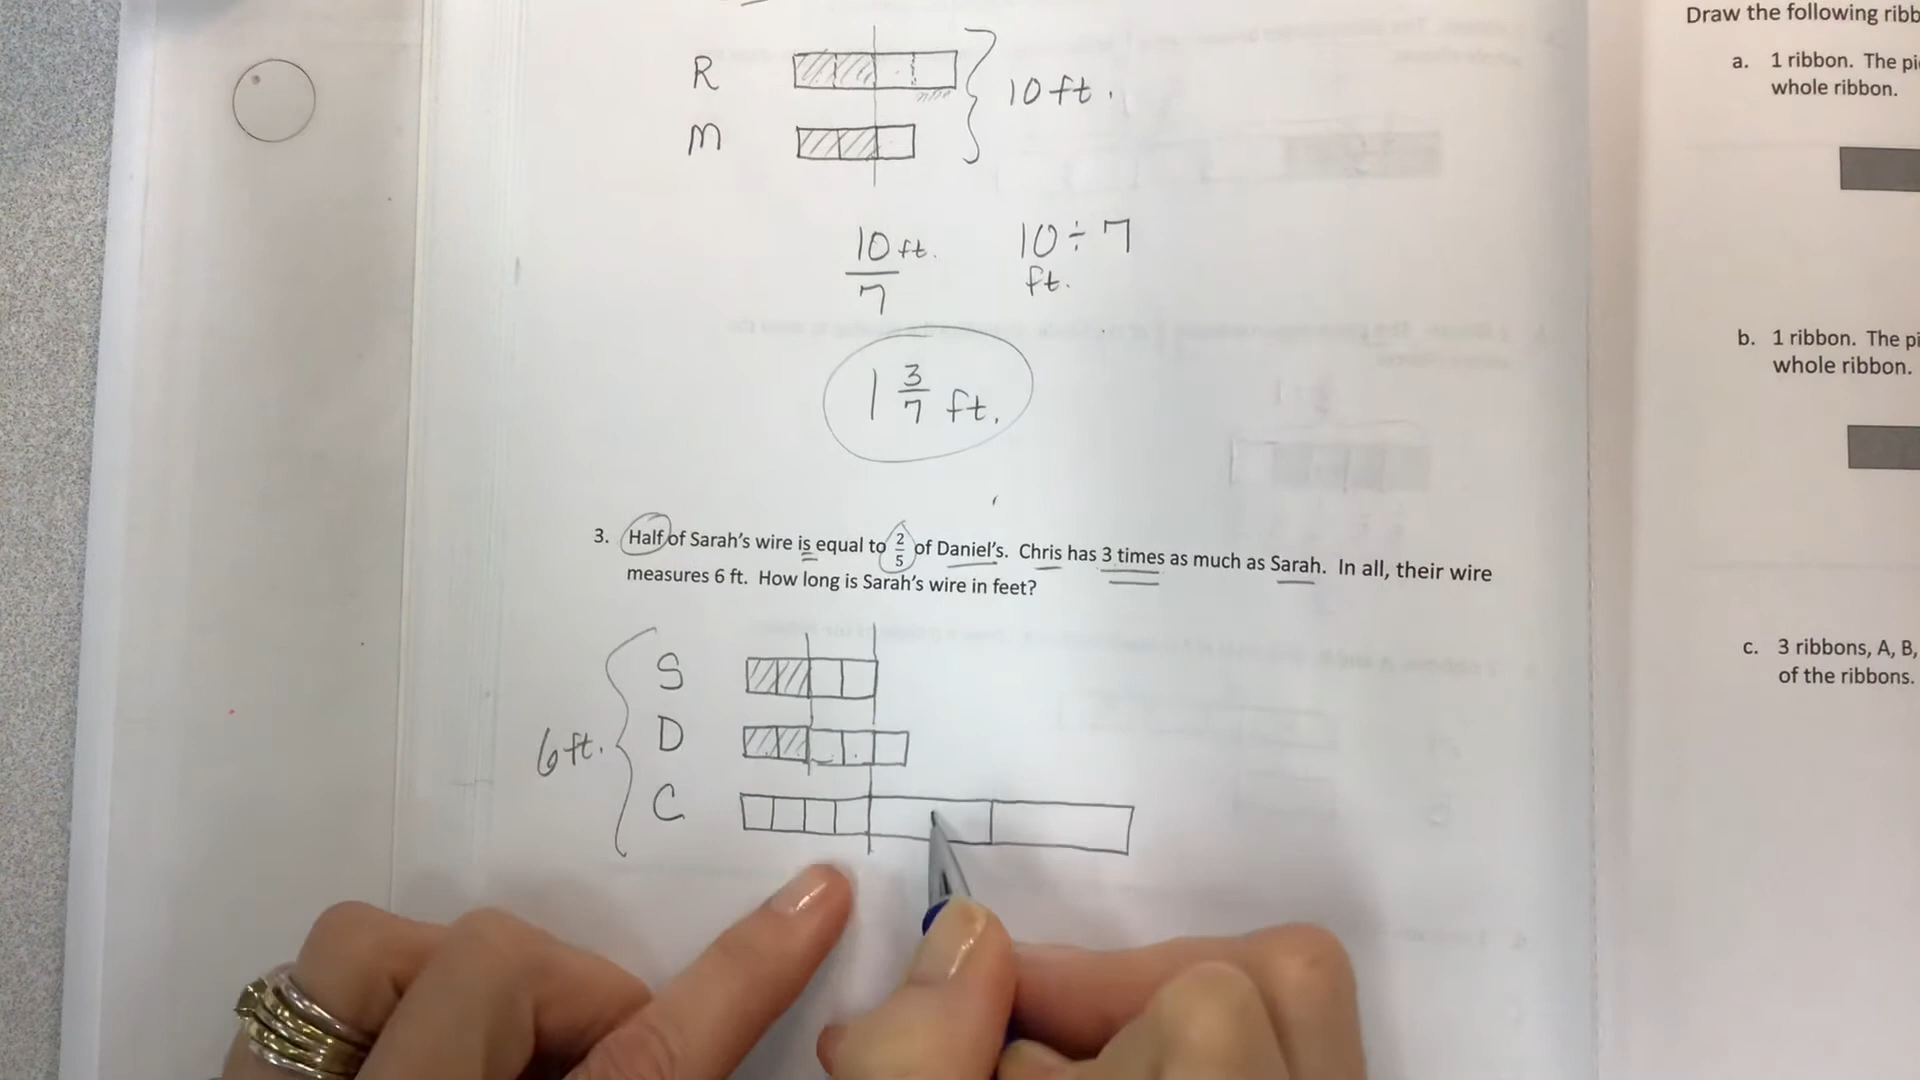 R
10 ft.
M
10 ft.
7
10 ÷ 7
ft.
1 3/7 ft.
3. Half of Sarah's wire is equal to 2/5 of Daniel's. Chris has 3 times as much as Sarah. In all, their wire
measures 6 ft. How long is Sarah's wire in feet?
S
6 ft.
D
C
Draw the following
a. 1 ribbon. The
whole ribbon.
b. 1 ribbon. The
whole ribbon.
c. 3 ribbons, A, B,
of the ribbons.